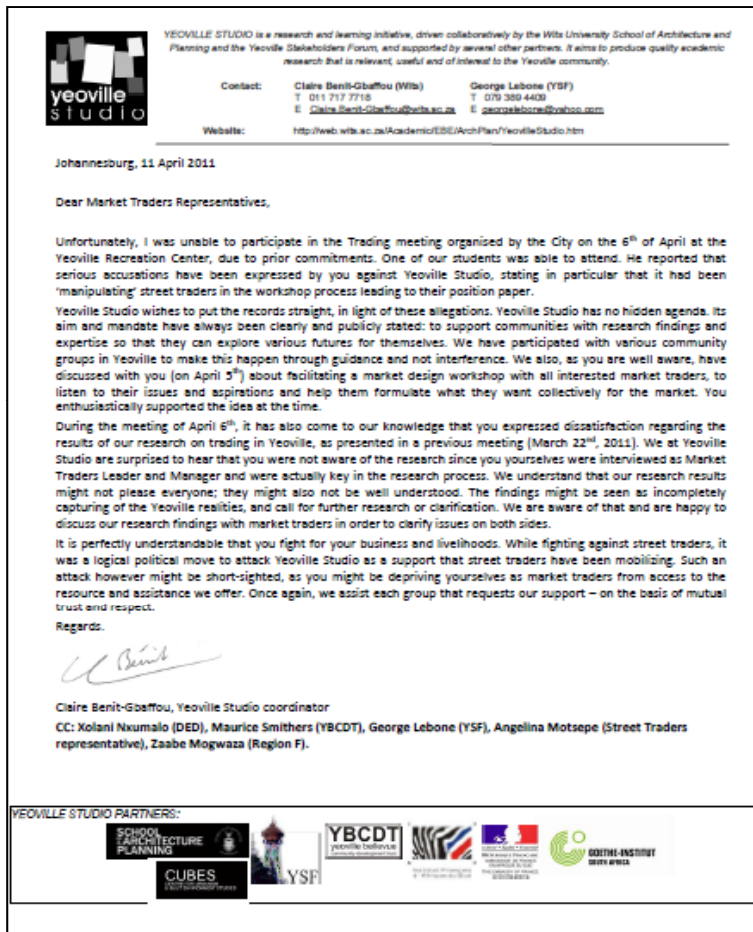 YEOVILLE STUDIO is a research and learning initiative, driven collaboratively by the Wits University School of Architecture and
Planning and the Yeoville Stakeholders Forum, and supported by several other partners. It aims to produce quality academic
research that is relevant, useful and of interest to the Yeoville community.
yeoville
studio
Contact: Claire Benit-Gbaffou (Wits) George Lebone (YSF)
T 011 717 7718 T 079 389 4409
E Claire.Benit-Gbaffou@wits.ac.za E georgelebone@yahoo.com
Website: http://web.wits.ac.za/Academic/EBE/ArchPlan/YeovilleStudio.htm
Johannesburg, 11 April 2011
Dear Market Traders Representatives,
Unfortunately, I was unable to participate in the Trading meeting organised by the City on the 6th of April at the
Yeoville Recreation Center, due to prior commitments. One of our students was able to attend. He reported that
serious accusations have been expressed by you against Yeoville Studio, stating in particular that it had been
'manipulating' street traders in the workshop process leading to their position paper.
Yeoville Studio wishes to put the records straight, in light of these allegations. Yeoville Studio has no hidden agenda. Its
aim and mandate have always been clearly and publicly stated: to support communities with research findings and
expertise so that they can explore various futures for themselves. We have participated with various community
groups in Yeoville to make this happen through guidance and not interference. We also, as you are well aware, have
discussed with you (on April 5th) about facilitating a market design workshop with all interested market traders, to
listen to their issues and aspirations and help them formulate what they want collectively for the market. You
enthusiastically supported the idea at the time.
During the meeting of April 6th, it has also come to our knowledge that you expressed dissatisfaction regarding the
results of our research on trading in Yeoville, as presented in a previous meeting (March 22nd, 2011). We at Yeoville
Studio are surprised to hear that you were not aware of the research since you yourselves were interviewed as Market
Traders Leader and Manager and were actually key in the research process. We understand that our research results
might not please everyone; they might also not be well understood. The findings might be seen as incompletely
capturing of the Yeoville realities, and call for further research or clarification. We are aware of that and are happy to
discuss our research findings with market traders in order to clarify issues on both sides.
It is perfectly understandable that you fight for your business and livelihoods. While fighting against street traders, it
was a logical political move to attack Yeoville Studio as a support that street traders have been mobilizing. Such an
attack however might be short-sighted, as you might be depriving yourselves as market traders from access to the
resource and assistance we offer. Once again, we assist each group that requests our support – on the basis of mutual
trust and respect.
Regards.
C Bénit
Claire Benit-Gbaffou, Yeoville Studio coordinator
CC: Xolani Nxumalo (DED), Maurice Smithers (YBCDT), George Lebone (YSF), Angelina Motsepe (Street Traders
representative), Zaabe Mogwaza (Region F).
YEOVILLE STUDIO PARTNERS:
SCHOOL
OF ARCHITECTURE
PLANNING
CUBES
YSF
YBCDT
yeoville bellevue
GOETHE-INSTITUT
SOUTH AFRICA